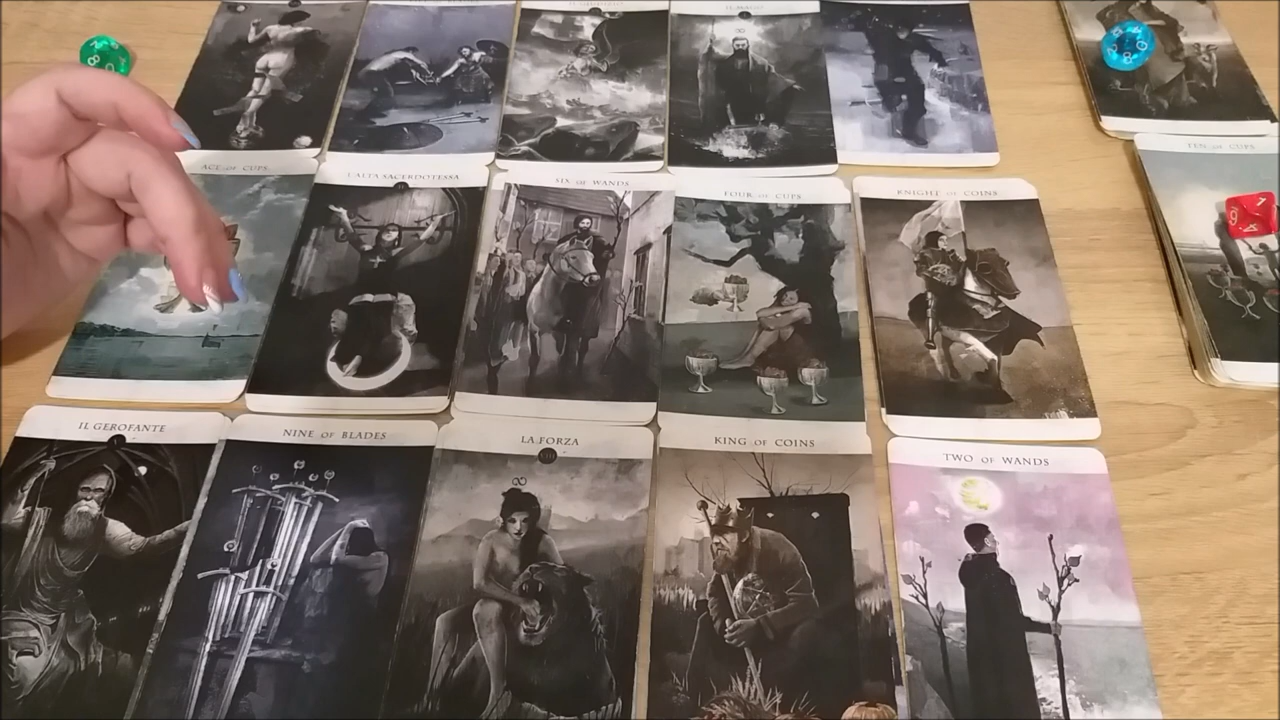 IL MAGO
TEN OF CUPS
ACE OF CUPS
L'ALTA SACERDOTESSA
SIX OF WANDS
FOUR OF CUPS
KNIGHT OF COINS
IL GEROFANTE
NINE OF BLADES
LA FORZA
KING OF COINS
TWO OF WANDS